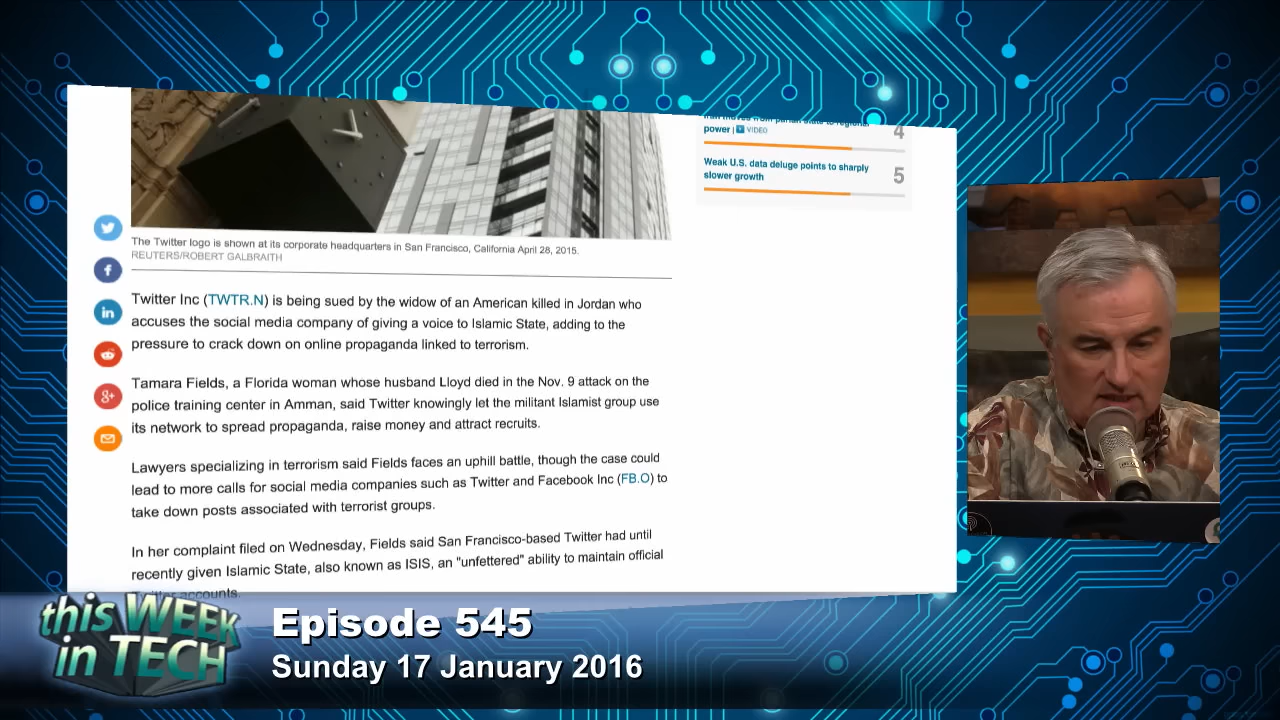 power | VIDEO
4
Weak U.S. data deluge points to sharply
slower growth
5
The Twitter logo is shown at its corporate headquarters in San Francisco, California April 28, 2015.
REUTERS/ROBERT GALBRAITH
Twitter Inc (TWTR.N) is being sued by the widow of an American killed in Jordan who
accuses the social media company of giving a voice to Islamic State, adding to the
pressure to crack down on online propaganda linked to terrorism.
Tamara Fields, a Florida woman whose husband Lloyd died in the Nov. 9 attack on the
police training center in Amman, said Twitter knowingly let the militant Islamist group use
its network to spread propaganda, raise money and attract recruits.
Lawyers specializing in terrorism said Fields faces an uphill battle, though the case could
lead to more calls for social media companies such as Twitter and Facebook Inc (FB.O) to
take down posts associated with terrorist groups.
In her complaint filed on Wednesday, Fields said San Francisco-based Twitter had until
recently given Islamic State, also known as ISIS, an "unfettered" ability to maintain official
Twitter accounts.
this WEEK
in TECH
Episode 545
Sunday 17 January 2016